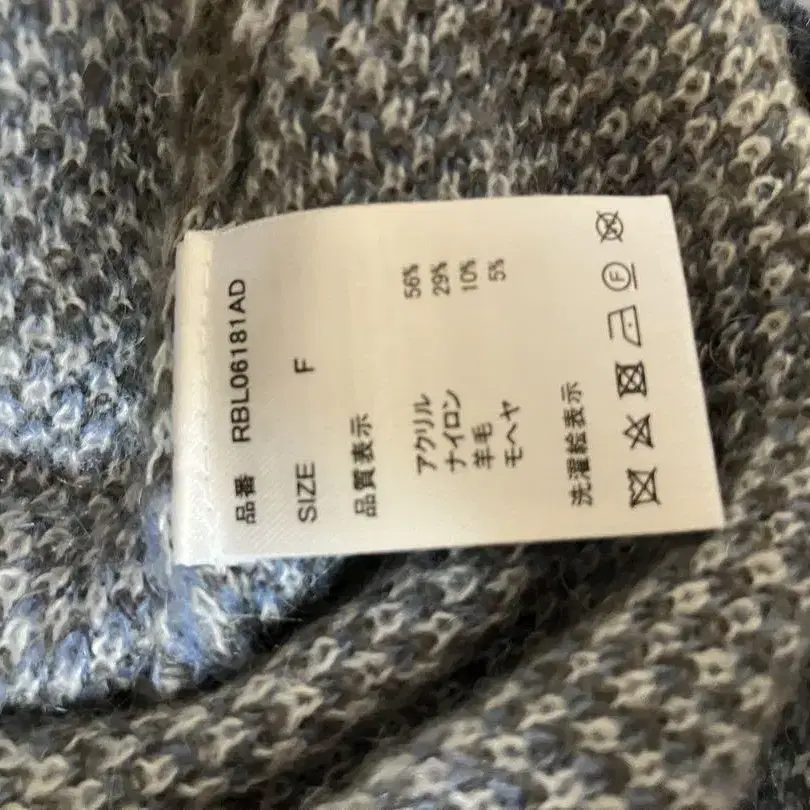 品番 RBL06181AD
SIZE F
品質表示
アクリル 56%
ナイロン 29%
羊毛 10%
モヘヤ 5%
洗濯絵表示
F